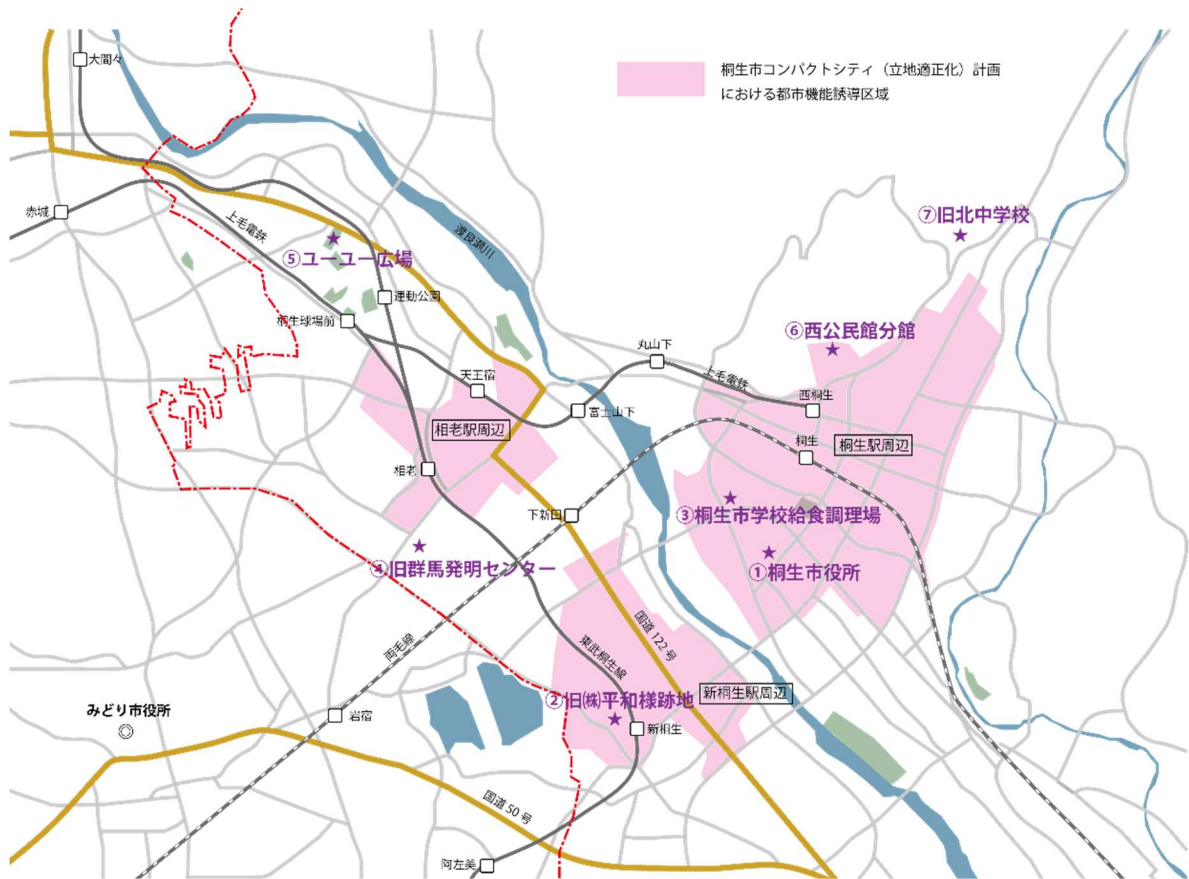 桐生市コンパクトシティ（立地適正化）計画
における都市機能誘導区域
大間々
赤城
上毛電鉄
渡良瀬川
⑦旧北中学校
⑤ユーユー広場
運動公園
桐生球場前
⑥西公民館分館
丸山下
上毛電鉄
天王宿
西桐生
富士山下
相老駅周辺
桐生
桐生駅周辺
相老
下新田
③桐生市学校給食調理場
④旧群馬発明センター
①桐生市役所
国道 122 号
両毛線
東武桐生線
新桐生駅周辺
②旧㈱平和様跡地
みどり市役所
岩宿
新桐生
国道 50 号
阿左美